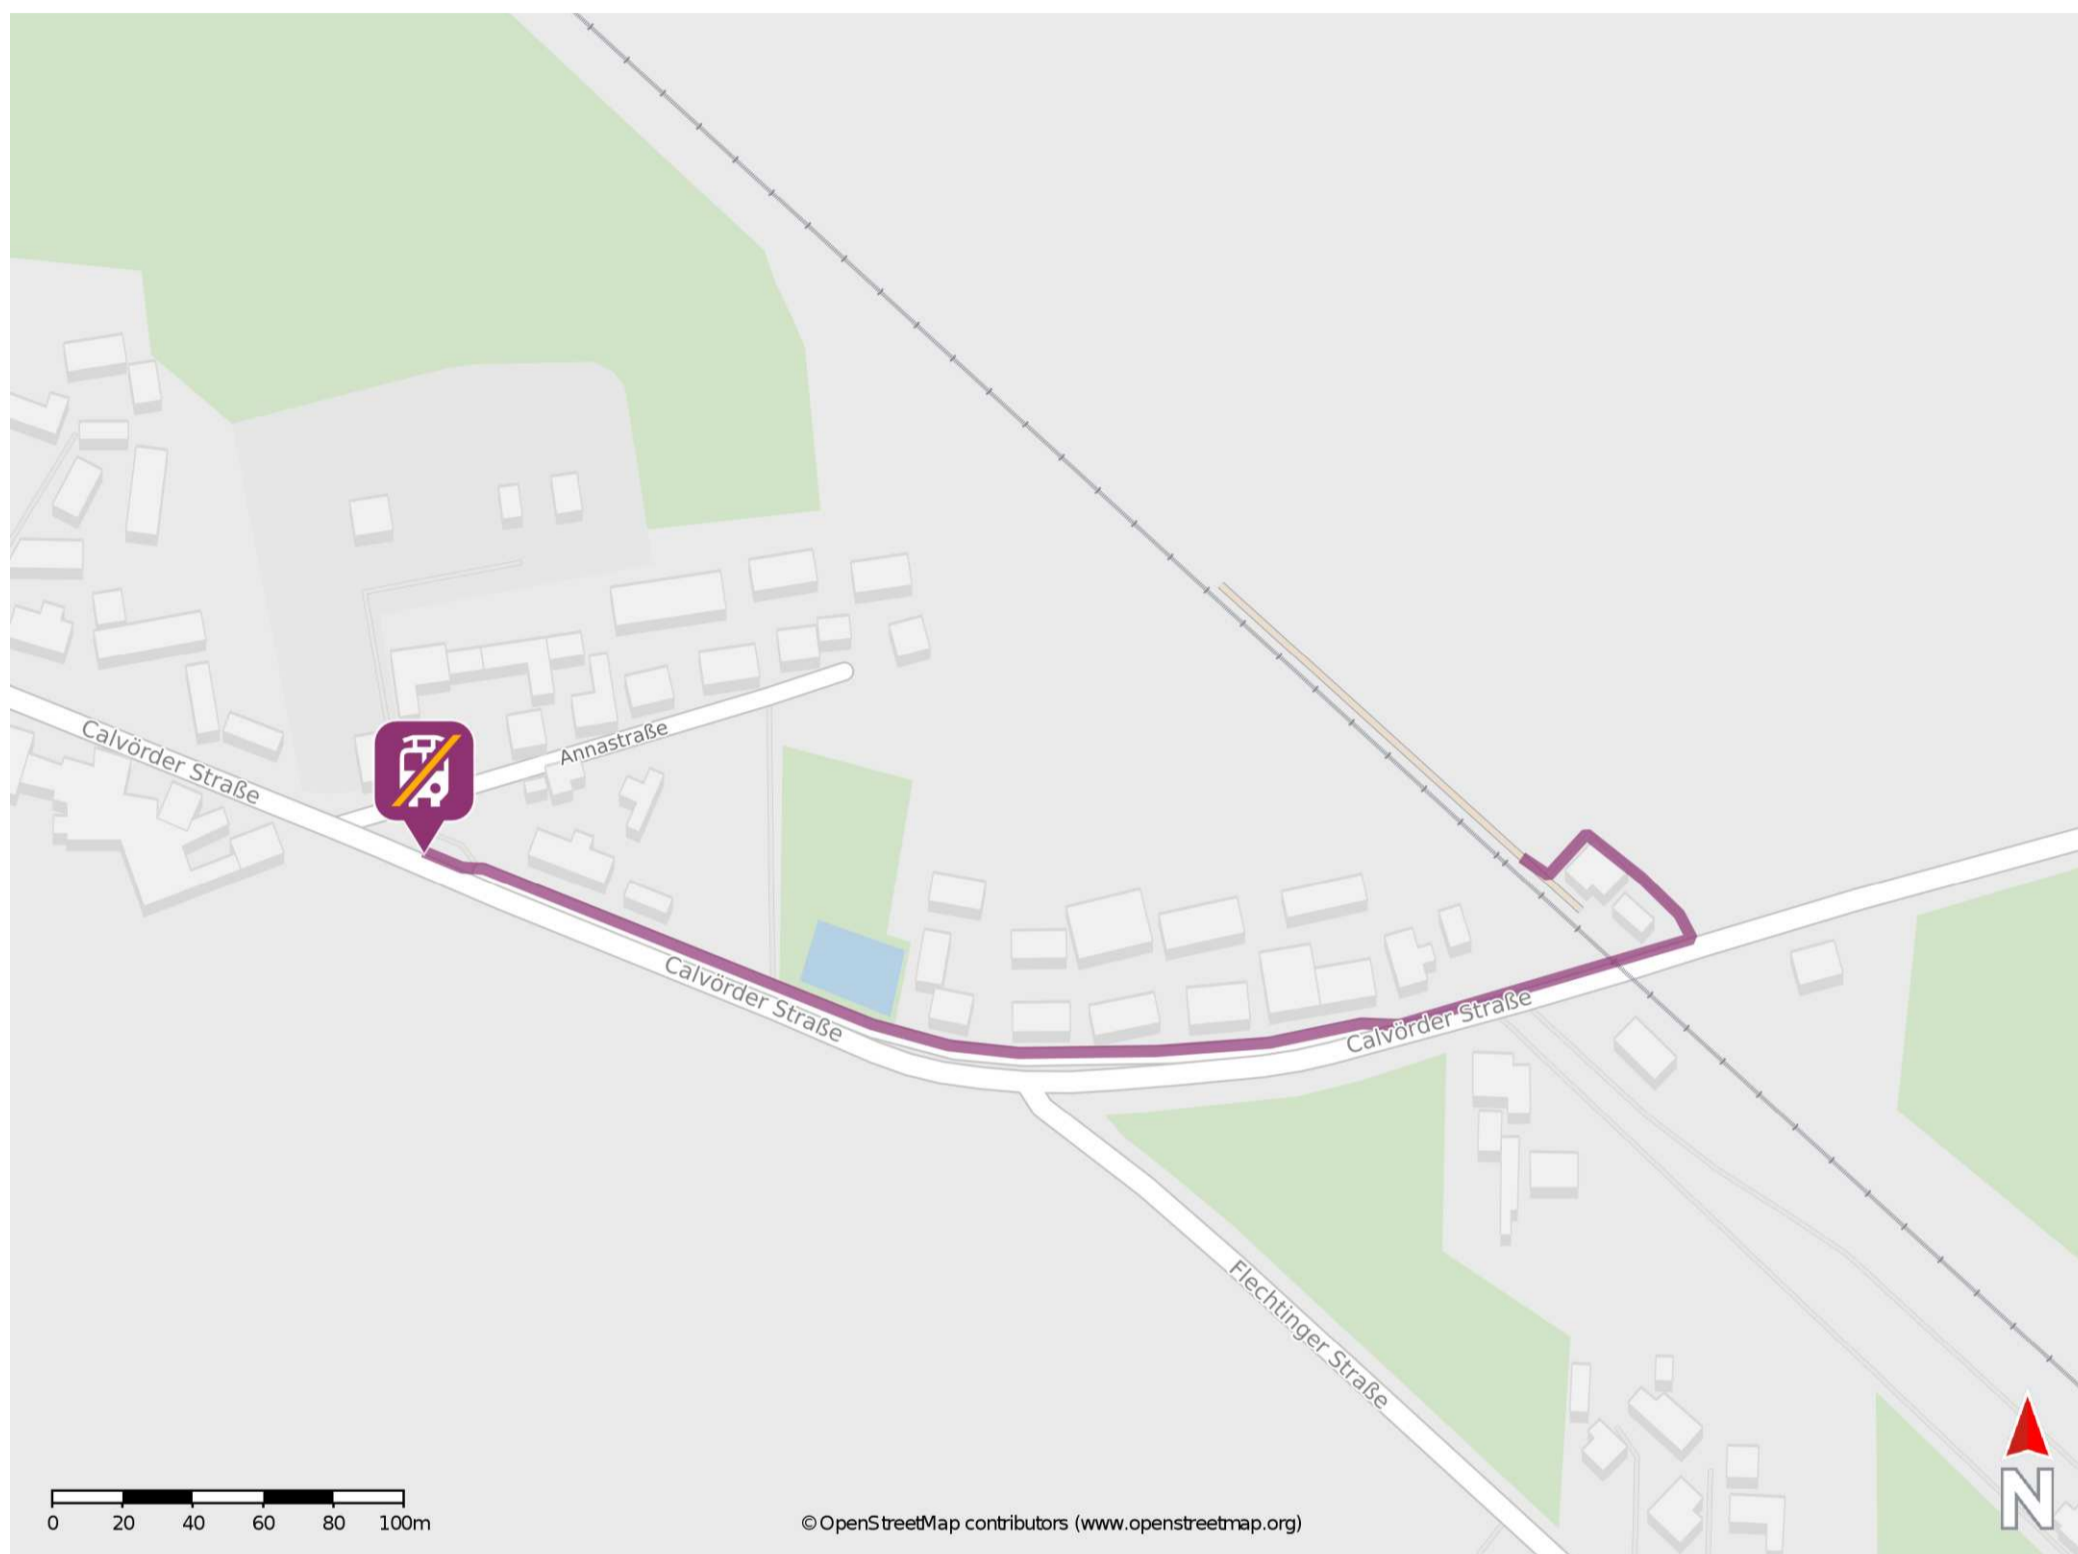 Calvörder Straße
Annastraße
Calvörder Straße
Calvörder Straße
Flechtinger Straße
0 20 40 60 80 100m
© OpenStreetMap contributors (www.openstreetmap.org)
N